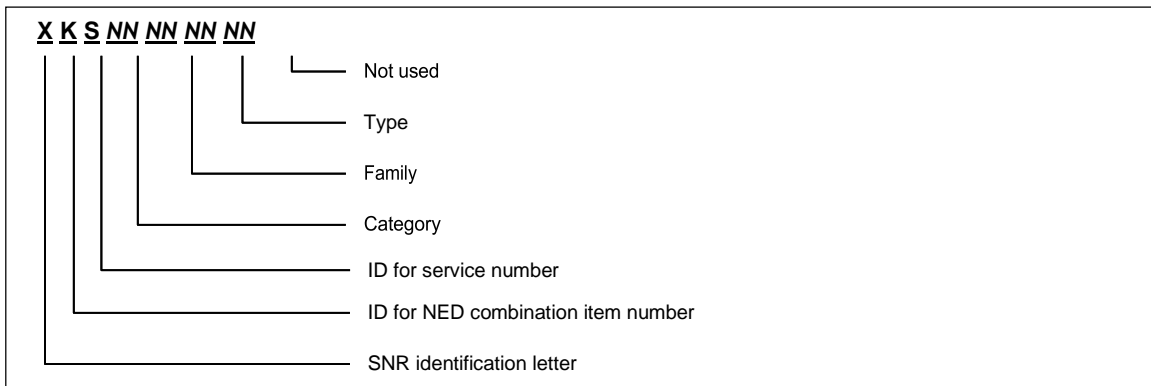 X K S NN NN NN NN
Not used
Type
Family
Category
ID for service number
ID for NED combination item number
SNR identification letter